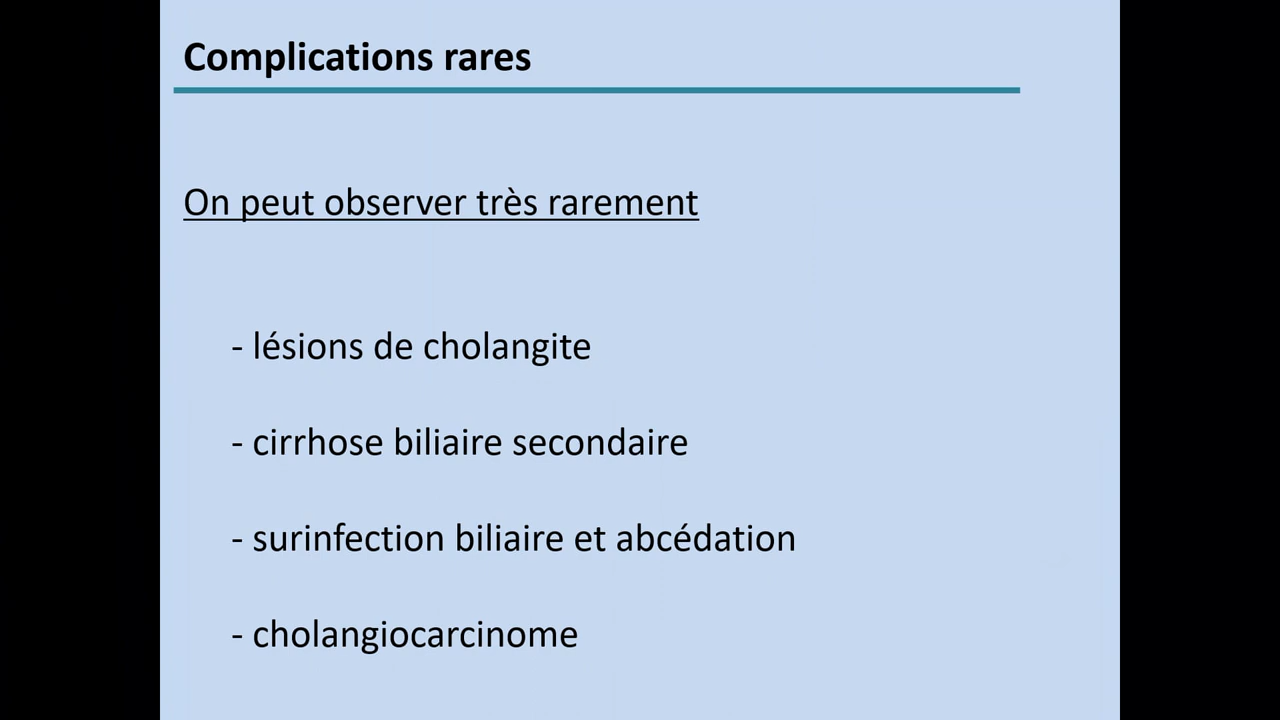 Complications rares
On peut observer très rarement
- lésions de cholangite
- cirrhose biliaire secondaire
- surinfection biliaire et abcédation
- cholangiocarcinome